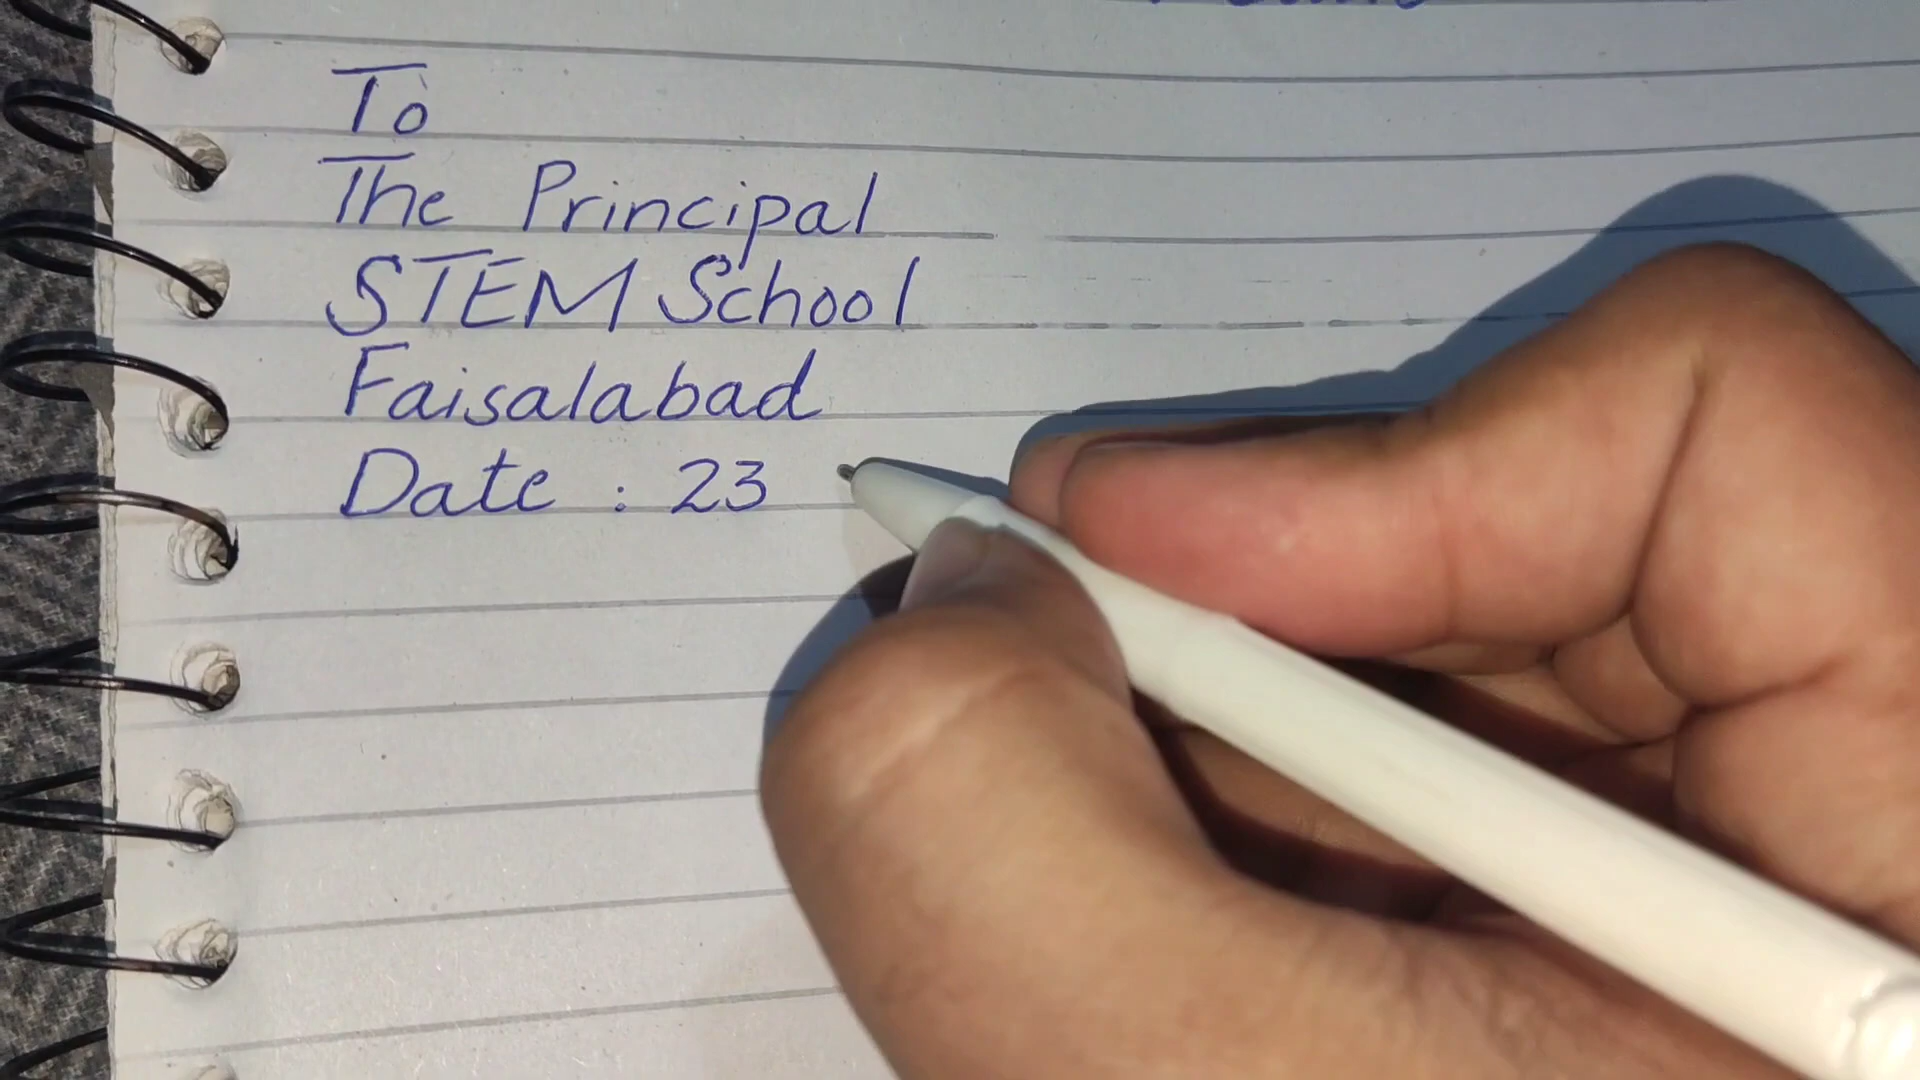 To
The Principal
STEM School
Faisalabad
Date : 23